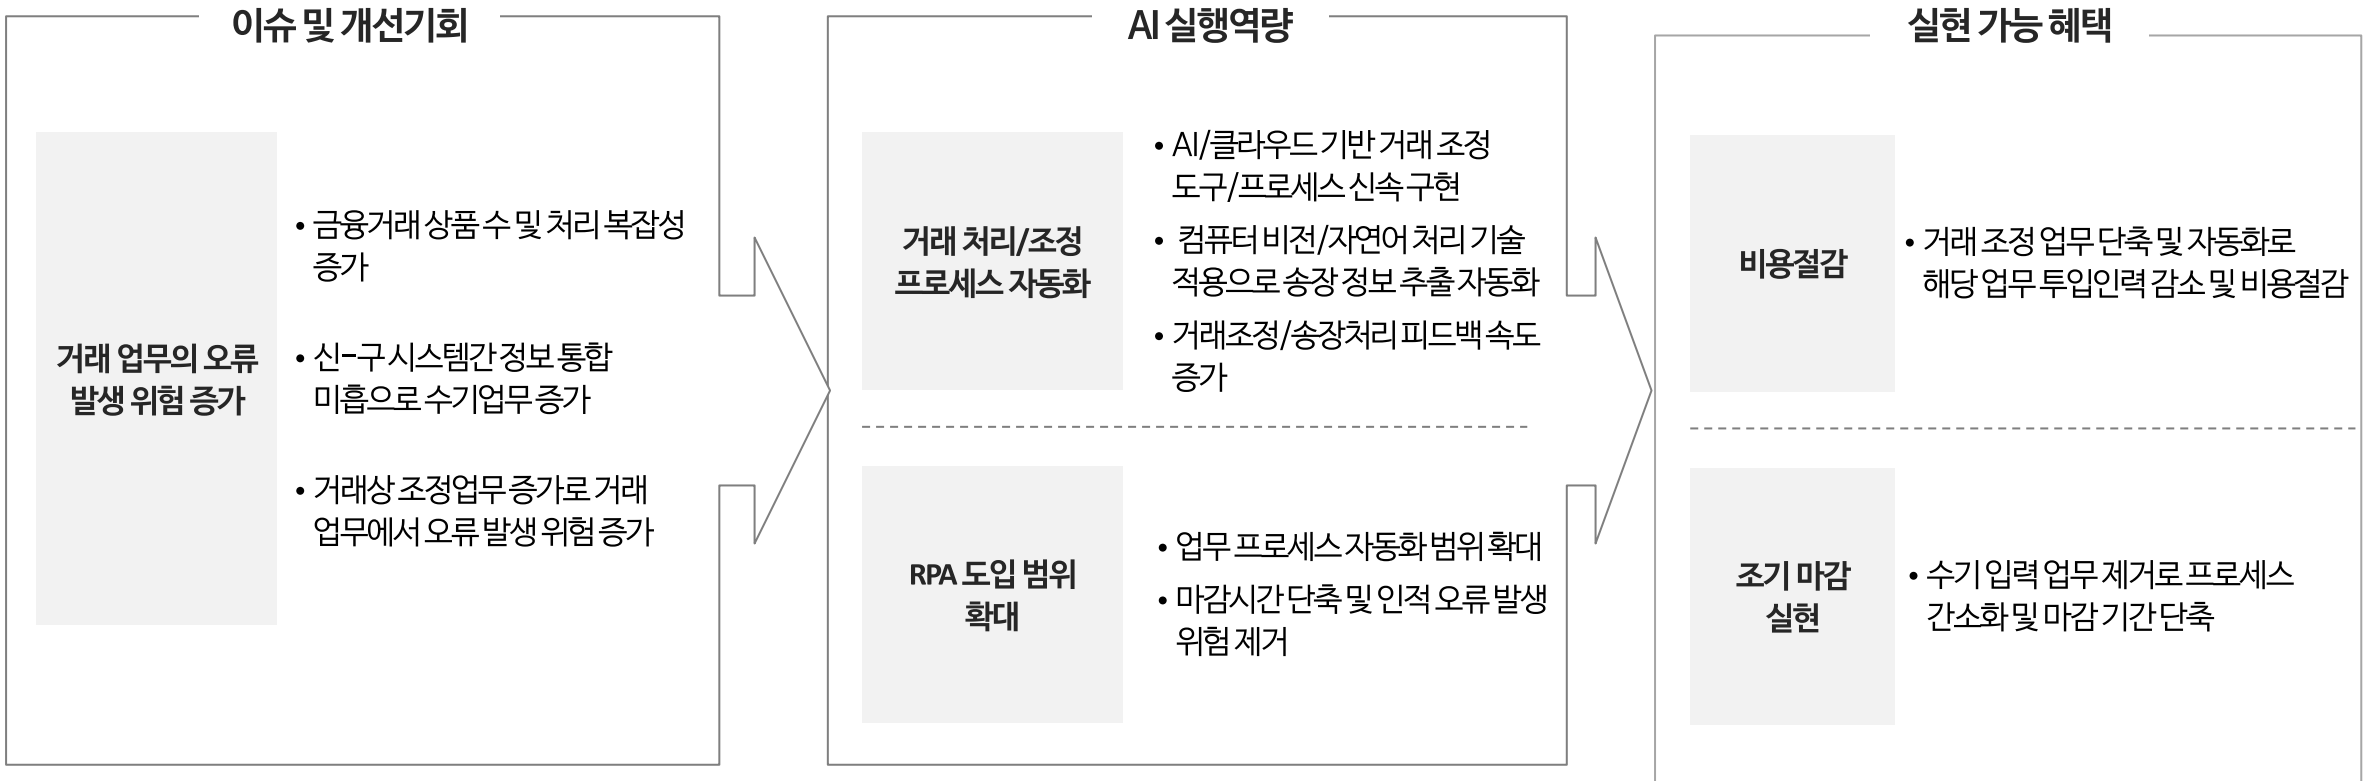 이슈 및 개선기회
거래 업무의 오류
발생 위험 증가
• 금융거래 상품 수 및 처리 복잡성
증가
• 신-구 시스템간 정보 통합
미흡으로 수기업무 증가
• 거래상 조정업무 증가로 거래
업무에서 오류 발생 위험 증가
AI 실행역량
거래 처리/조정
프로세스 자동화
• AI/클라우드 기반 거래 조정
도구/프로세스 신속 구현
• 컴퓨터 비전/자연어 처리 기술
적용으로 송장 정보 추출 자동화
• 거래조정/송장처리 피드백 속도
증가
RPA 도입 범위
확대
• 업무 프로세스 자동화 범위 확대
• 마감시간 단축 및 인적 오류 발생
위험 제거
실현 가능 혜택
비용절감
• 거래 조정 업무 단축 및 자동화로
해당 업무 투입인력 감소 및 비용절감
조기 마감
실현
• 수기 입력 업무 제거로 프로세스
간소화 및 마감 기간 단축